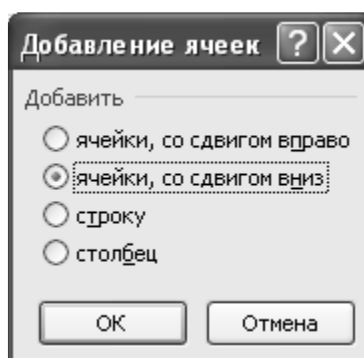 Добавление ячеек
Добавить
ячейки, со сдвигом вправо
ячейки, со сдвигом вниз
строку
столбец
ОК
Отмена